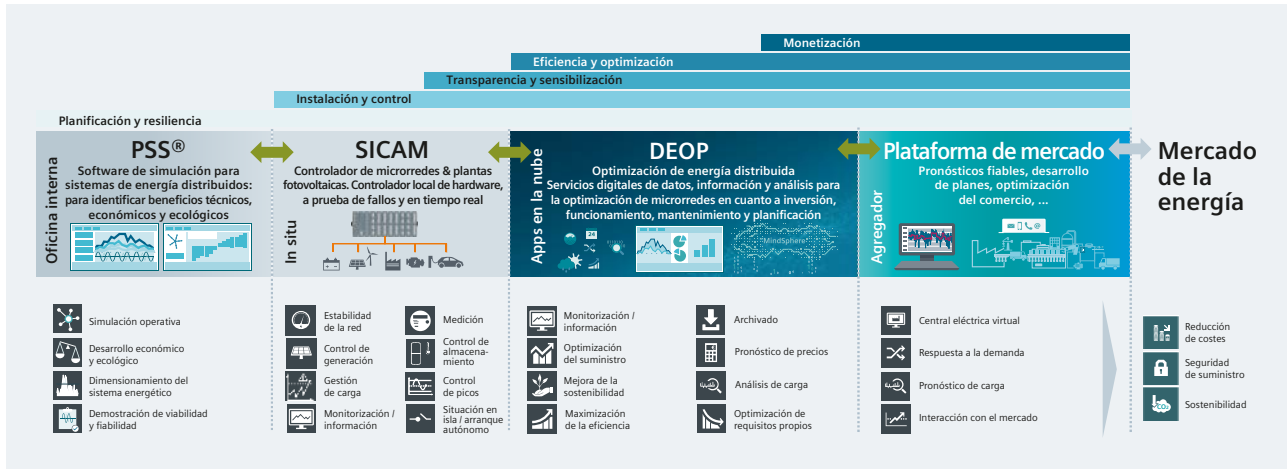 Monetización
Eficiencia y optimización
Transparencia y sensibilización
Instalación y control
Planificación y resiliencia
Oficina interna
PSS®
Software de simulación para
sistemas de energía distribuidos:
para identificar beneficios técnicos,
económicos y ecológicos
In situ
SICAM
Controlador de microrredes & plantas
fotovoltaicas. Controlador local de hardware,
a prueba de fallos y en tiempo real
Apps en la nube
DEOP
Optimización de energía distribuida
Servicios digitales de datos, información y análisis para
la optimización de microrredes en cuanto a inversión,
funcionamiento, mantenimiento y planificación
24
MindSphere
Agregador
Plataforma de mercado
Pronósticos fiables, desarrollo
de planes, optimización
del comercio, ...
Mercado
de la
energía
Simulación operativa
Desarrollo económico
y ecológico
Dimensionamiento del
sistema energético
Demostración de viabilidad
y fiabilidad
Estabilidad
de la red
Control de
generación
Gestión
de carga
Monitorización /
información
Medición
Control de
almacena-
miento
Control
de picos
Situación en
isla / arranque
autónomo
Monitorización /
información
Optimización
del suministro
Mejora de la
sostenibilidad
Maximización
de la eficiencia
Archivado
Pronóstico de precios
Análisis de carga
Optimización de
requisitos propios
Central eléctrica virtual
Respuesta a la demanda
Pronóstico de carga
Interacción con el mercado
Reducción
de costes
Seguridad
de suministro
CO₂
Sostenibilidad